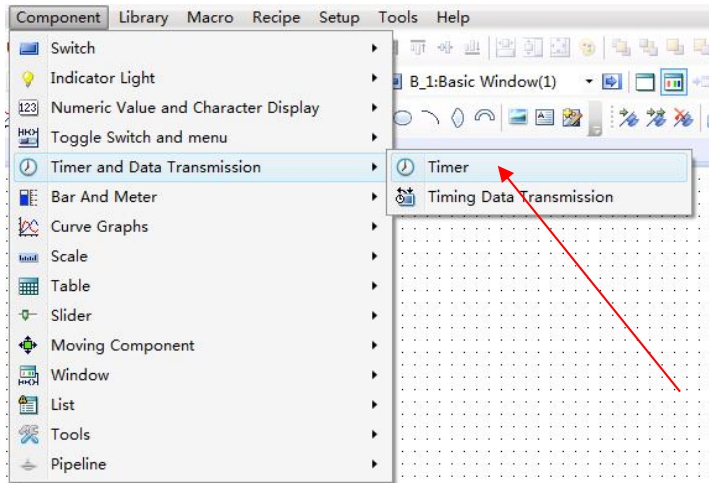 Component Library Macro Recipe Setup Tools Help
Switch
B_1:Basic Window(1)
Indicator Light
123 Numeric Value and Character Display
Toggle Switch and menu
Timer and Data Transmission
Timer
Bar And Meter
Timing Data Transmission
Curve Graphs
Scale
Table
Slider
Moving Component
Window
List
Tools
Pipeline